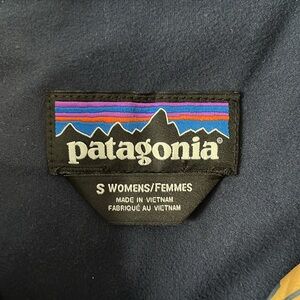 patagonia®
S WOMENS/FEMMES
MADE IN VIETNAM
FABRIQUÉ AU VIETNAM